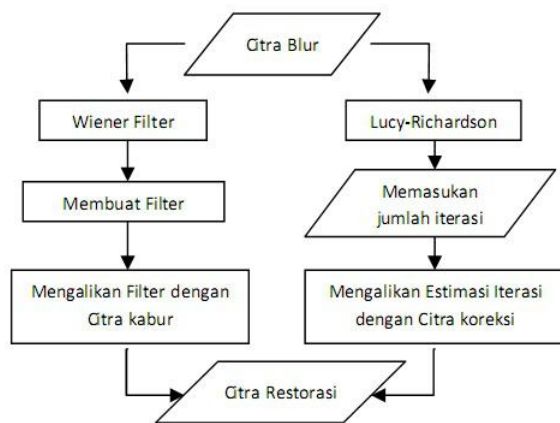 Citra Blur
Wiener Filter
Lucy-Richardson
Membuat Filter
Memasukan
jumlah iterasi
Mengalikan Filter dengan
Citra kabur
Mengalikan Estimasi Iterasi
dengan Citra koreksi
Citra Restorasi